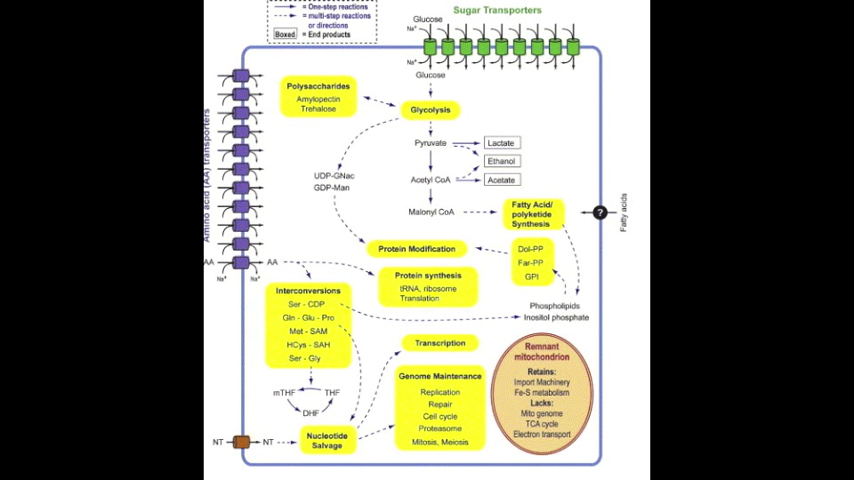 = One-step reactions
= multi-step reactions
or directions
Boxed = End products
Sugar Transporters
Glucose
Na+
Na+
Glucose
Amino acid (AA) transporters
Polysaccharides
Amylopectin
Trehalose
Glycolysis
Pyruvate
Lactate
Ethanol
UDP-GNac
GDP-Man
Acetyl CoA
Acetate
Malonyl CoA
Fatty Acid/
polyketide
Synthesis
?
Fatty acids
Protein Modification
Dol-PP
Far-PP
GPI
AA
AA
Na+
Na+
Protein synthesis
tRNA, ribosome
Translation
Interconversions
Ser - CDP
Gln - Glu - Pro
Met - SAM
HCys - SAH
Ser - Gly
Phospholipids
Inositol phosphate
Transcription
Remnant
mitochondrion
Retains:
Import Machinery
Fe-S metabolism
Lacks:
Mito genome
TCA cycle
Electron transport
Genome Maintenance
Replication
Repair
Cell cycle
Proteasome
Mitosis, Meiosis
mTHF
THF
DHF
Nucleotide
Salvage
NT
NT